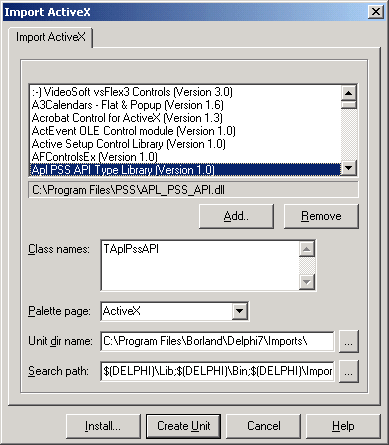 Import ActiveX
Import ActiveX
:-) VideoSoft vsFlex3 Controls (Version 3.0)
A3Calendars - Flat & Popup (Version 1.6)
Acrobat Control for ActiveX (Version 1.3)
ActEvent OLE Control module (Version 1.0)
Active Setup Control Library (Version 1.0)
AFControlsEx (Version 1.0)
Apl PSS API Type Library (Version 1.0)
C:\Program Files\PSS\APL_PSS_API.dll
Add..
Remove
Class names:
TAplPssAPI
Palette page:
ActiveX
Unit dir name:
C:\Program Files\Borland\Delphi7\Imports\
...
Search path:
$(DELPHI)\Lib;$(DELPHI)\Bin;$(DELPHI)\Impor
...
Install...
Create Unit
Cancel
Help